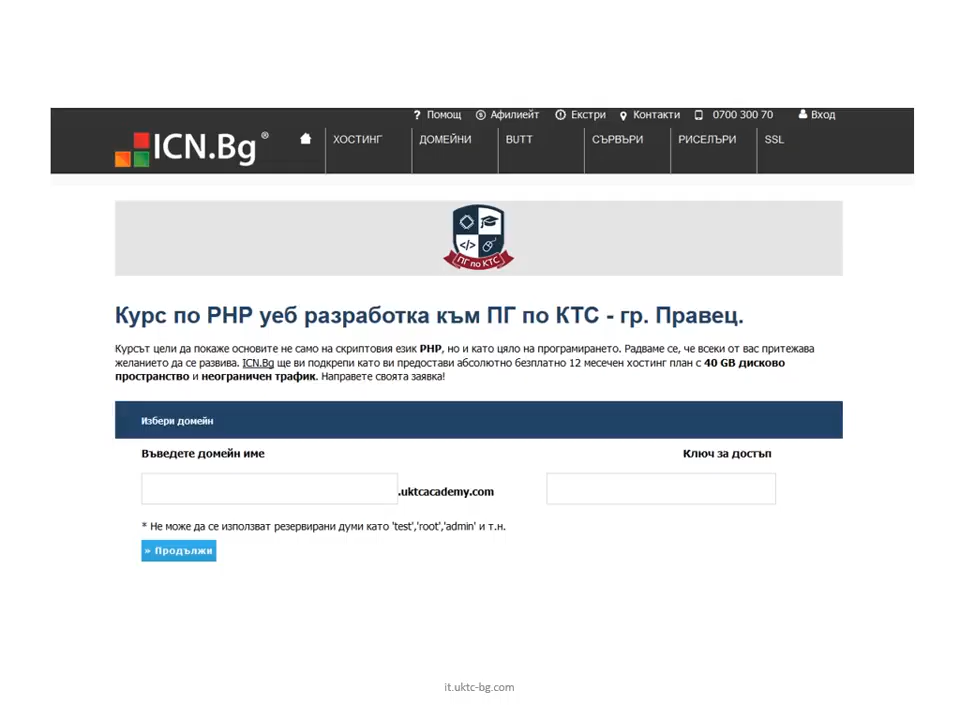 Помощ Афилиейт Екстри Контакти 0700 300 70 Вход
ICN.Bg® ХОСТИНГ ДОМЕЙНИ BUTT СЪРВЪРИ РИСЕЛЪРИ SSL
</>
ПГ по КТС
Курс по PHP уеб разработка към ПГ по КТС - гр. Правец.
Курсът цели да покаже основите не само на скриптовия език PHP, но и като цяло на програмирането. Радваме се, че всеки от вас притежава
желанието да се развива. ICN.Bg ще ви подкрепи като ви предостави абсолютно безплатно 12 месечен хостинг план с 40 GB дисково
пространство и неограничен трафик. Направете своята заявка!
Избери домейн
Въведете домейн име Ключ за достъп
.uktcacademy.com
* Не може да се използват резервирани думи като 'test','root','admin' и т.н.
» Продължи
it.uktc-bg.com